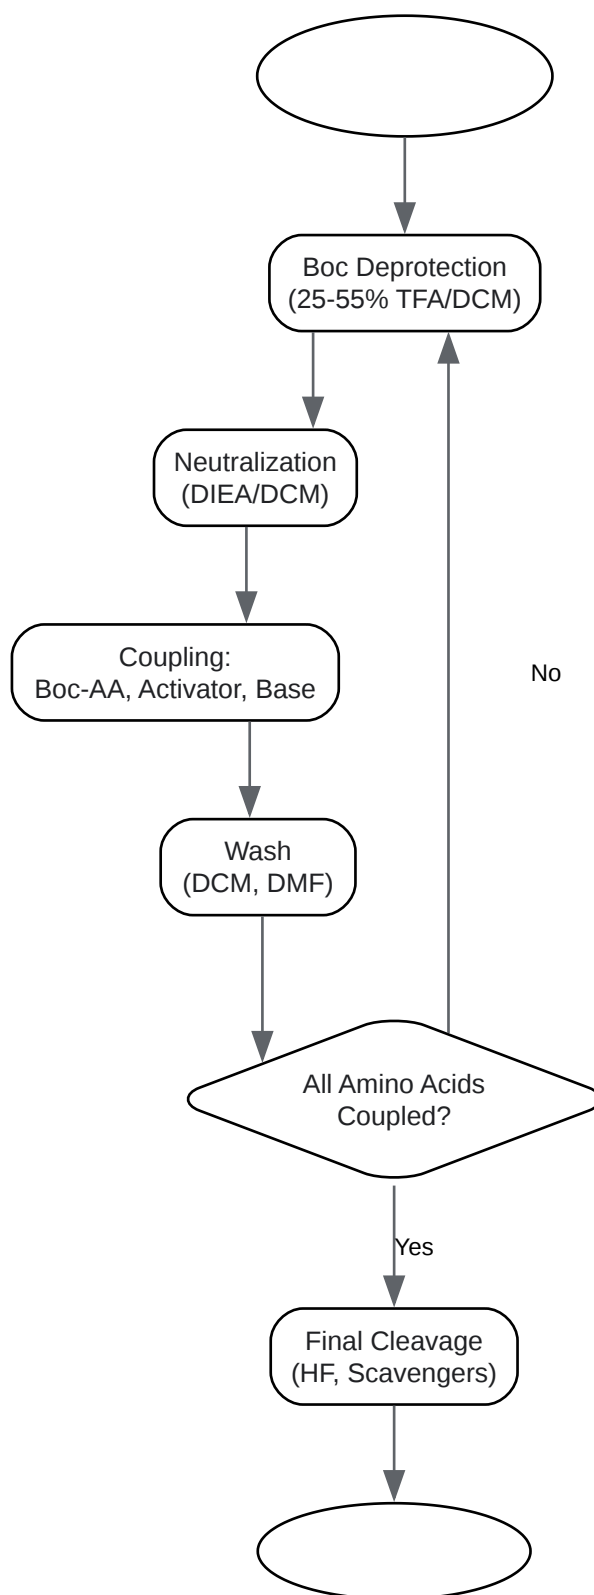 Boc Deprotection
(25-55% TFA/DCM)
Neutralization
(DIEA/DCM)
Coupling:
Boc-AA, Activator, Base
No
Wash
(DCM, DMF)
All Amino Acids
Coupled?
Yes
Final Cleavage
(HF, Scavengers)